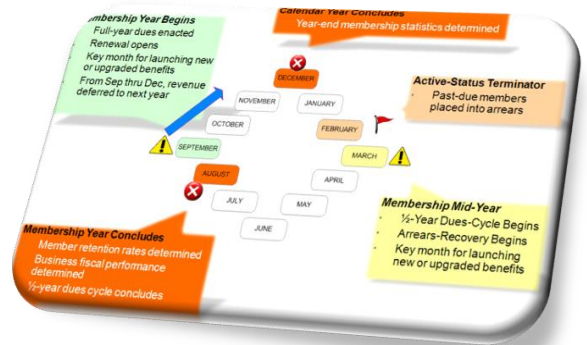 Membership Year Begins
Full-year dues enacted
Renewal opens
Key month for launching new
or upgraded benefits
From Sep thru Dec, revenue
deferred to next year
Calendar Year Concludes
Year-end membership statistics determined
DECEMBER
NOVEMBER
JANUARY
OCTOBER
FEBRUARY
SEPTEMBER
MARCH
AUGUST
APRIL
JULY
MAY
JUNE
Active-Status Terminator
Past-due members
placed into arrears
Membership Mid-Year
½-Year Dues-Cycle Begins
Arrears-Recovery Begins
Key month for launching
new or upgraded benefits
Membership Year Concludes
Member retention rates determined
Business fiscal performance
determined
½-year dues cycle concludes